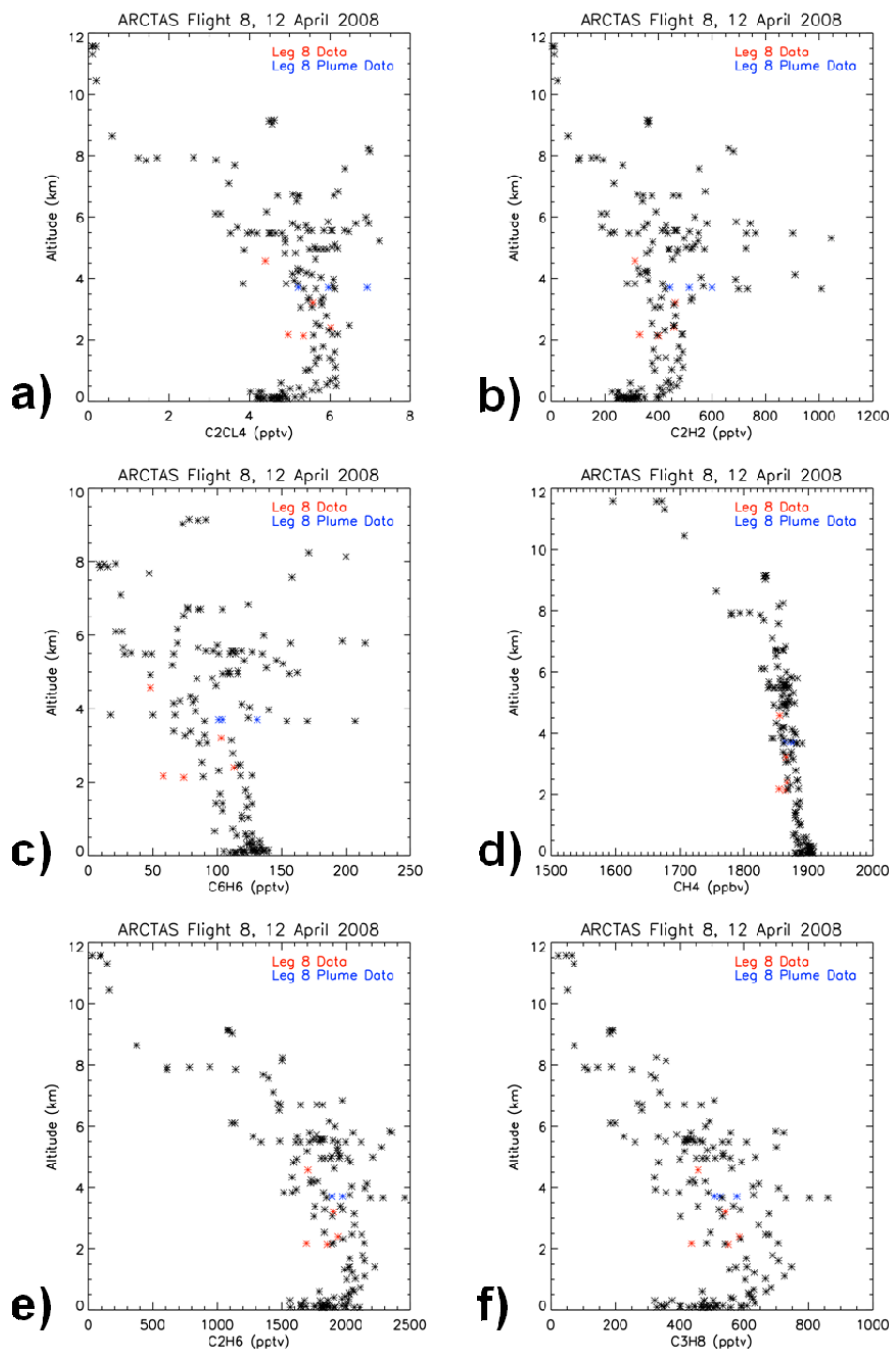 ARCTAS Flight 8, 12 April 2008
Leg 8 Data
Leg 8 Plume Data
12
10
8
6
4
2
0
Altitude (km)
0 2 4 6 8
C2CL4 (pptv)
a)
ARCTAS Flight 8, 12 April 2008
Leg 8 Data
Leg 8 Plume Data
12
10
8
6
4
2
0
Altitude (km)
0 200 400 600 800 1000 1200
C2H2 (pptv)
b)
ARCTAS Flight 8, 12 April 2008
Leg 8 Data
Leg 8 Plume Data
10
8
6
4
2
0
Altitude (km)
0 50 100 150 200 250
C6H6 (pptv)
c)
ARCTAS Flight 8, 12 April 2008
Leg 8 Data
Leg 8 Plume Data
12
10
8
6
4
2
0
Altitude (km)
1500 1600 1700 1800 1900 2000
CH4 (ppbv)
d)
ARCTAS Flight 8, 12 April 2008
Leg 8 Data
Leg 8 Plume Data
12
10
8
6
4
2
0
Altitude (km)
0 500 1000 1500 2000 2500
C2H6 (pptv)
e)
ARCTAS Flight 8, 12 April 2008
Leg 8 Data
Leg 8 Plume Data
12
10
8
6
4
2
0
Altitude (km)
0 200 400 600 800 1000
C3H8 (pptv)
f)